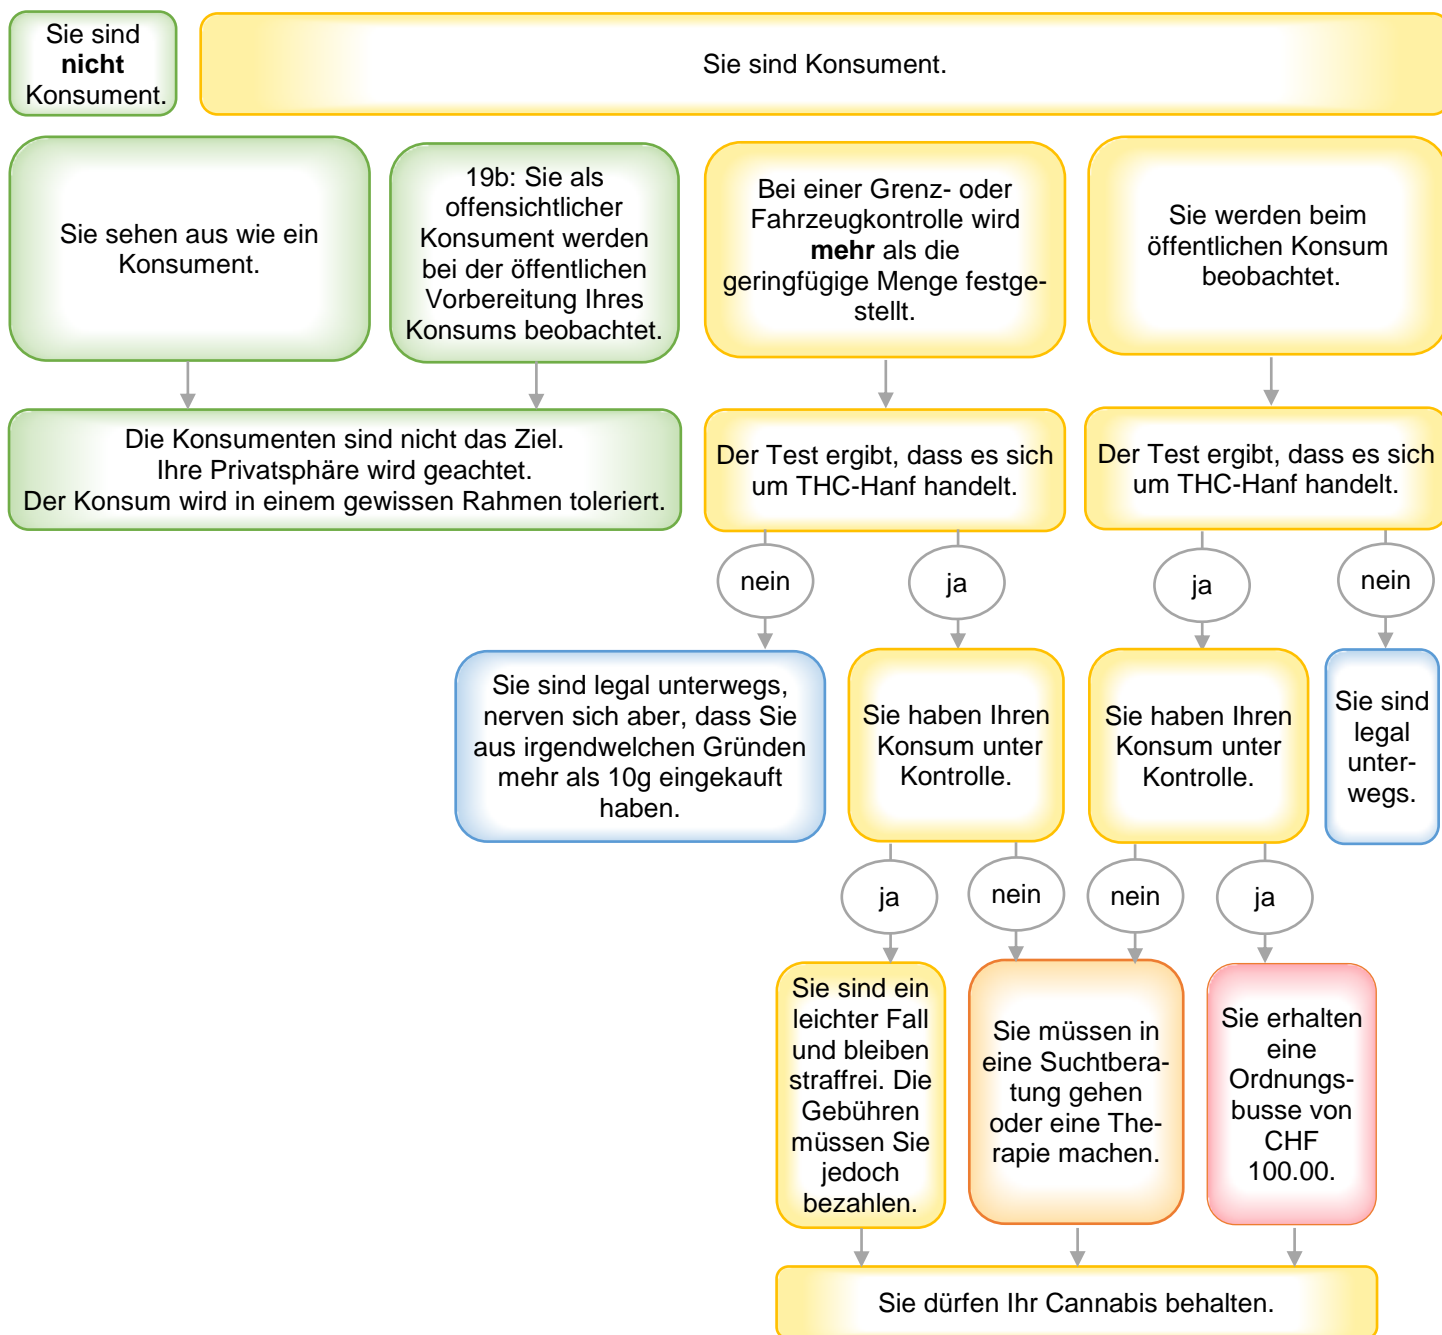 Sie sind
nicht
Konsument.
Sie sind Konsument.
Sie sehen aus wie ein
Konsument.
19b: Sie als
offensichtlicher
Konsument werden
bei der öffentlichen
Vorbereitung Ihres
Konsums beobachtet.
Bei einer Grenz- oder
Fahrzeugkontrolle wird
mehr als die
geringfügige Menge festge-
stellt.
Sie werden beim
öffentlichen Konsum
beobachtet.
Die Konsumenten sind nicht das Ziel.
Ihre Privatsphäre wird geachtet.
Der Konsum wird in einem gewissen Rahmen toleriert.
Der Test ergibt, dass es sich
um THC-Hanf handelt.
Der Test ergibt, dass es sich
um THC-Hanf handelt.
nein
ja
ja
nein
Sie sind legal unterwegs,
nerven sich aber, dass Sie
aus irgendwelchen Gründen
mehr als 10g eingekauft
haben.
Sie haben Ihren
Konsum unter
Kontrolle.
Sie haben Ihren
Konsum unter
Kontrolle.
Sie sind
legal
unter-
wegs.
ja
nein
nein
ja
Sie sind ein
leichter Fall
und bleiben
straffrei. Die
Gebühren
müssen Sie
jedoch
bezahlen.
Sie müssen in
eine Suchtbera-
tung gehen
oder eine The-
rapie machen.
Sie erhalten
eine
Ordnungs-
busse von
CHF
100.00.
Sie dürfen Ihr Cannabis behalten.